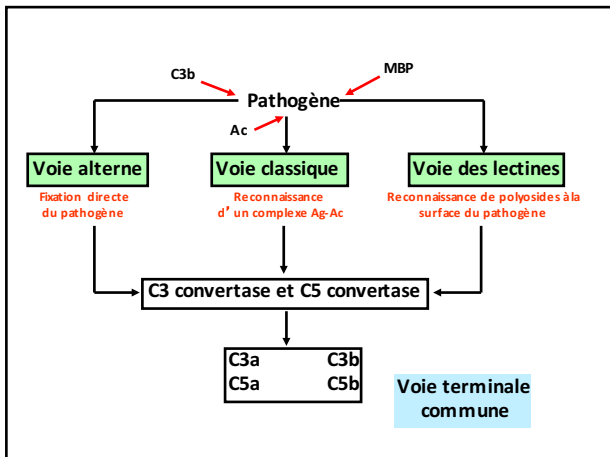 C3b
MBP
Pathogène
Ac
Voie alterne
Voie classique
Voie des lectines
Fixation directe
du pathogène
Reconnaissance
d’un complexe Ag-Ac
Reconnaissance de polyosides à la
surface du pathogène
C3 convertase et C5 convertase
C3a C3b
C5a C5b
Voie terminale
commune